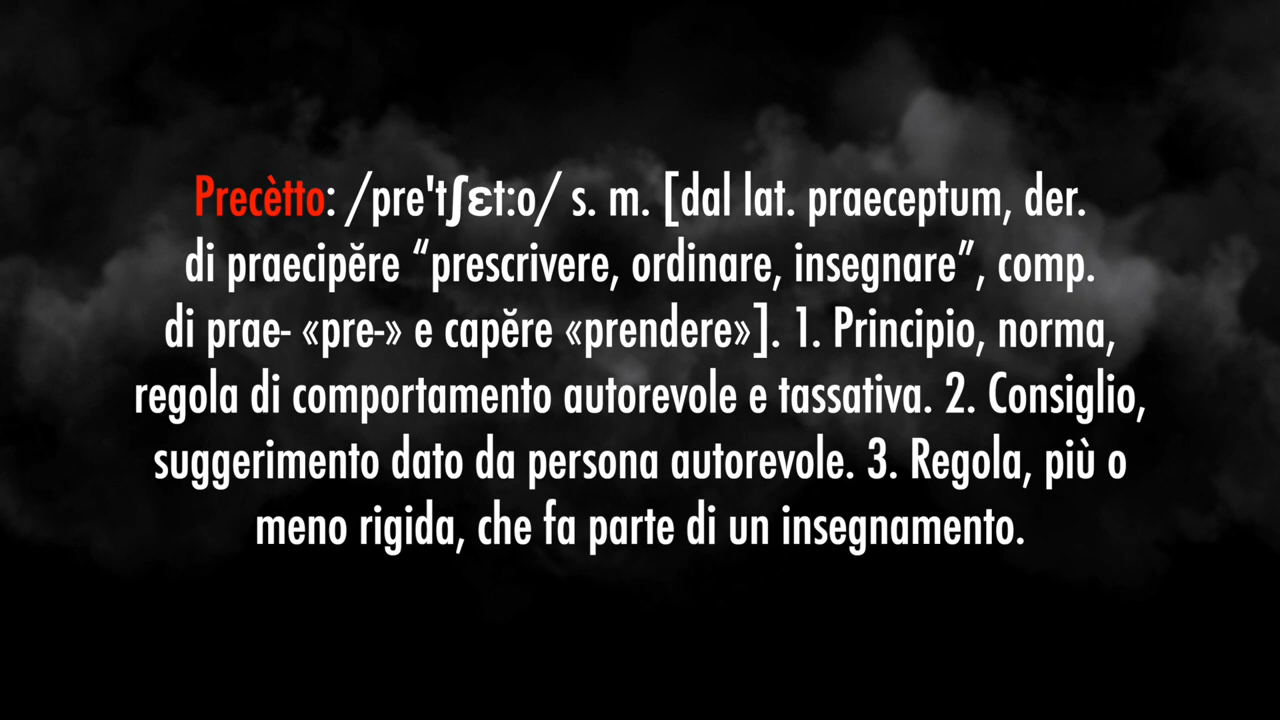 Precètto: /pre'tʃɛt:o/ s. m. [dal lat. praeceptum, der.
di praecipĕre “prescrivere, ordinare, insegnare”, comp.
di prae- «pre-» e capĕre «prendere»]. 1. Principio, norma,
regola di comportamento autorevole e tassativa. 2. Consiglio,
suggerimento dato da persona autorevole. 3. Regola, più o
meno rigida, che fa parte di un insegnamento.